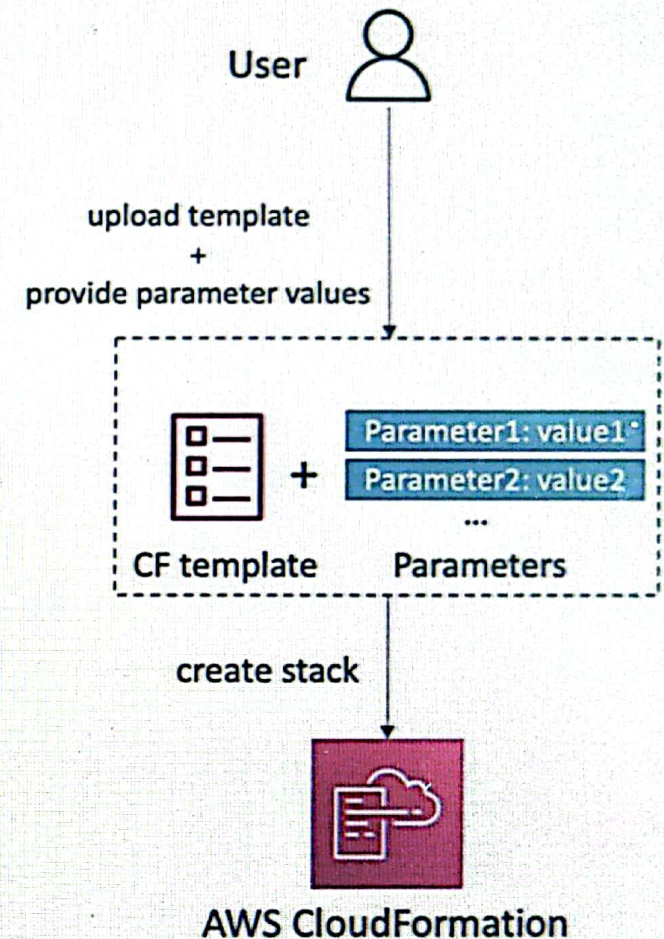 User
upload template
+
provide parameter values
Parameter1: value1
+
Parameter2: value2
...
CF template
Parameters
create stack
AWS CloudFormation